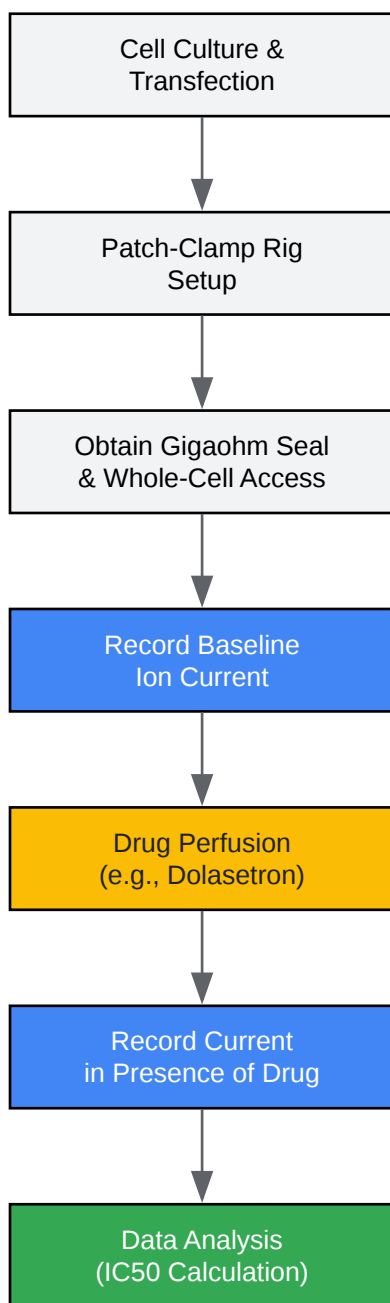 Cell Culture &
Transfection
Patch-Clamp Rig
Setup
Obtain Gigaohm Seal
& Whole-Cell Access
Record Baseline
Ion Current
Drug Perfusion
(e.g., Dolasetron)
Record Current
in Presence of Drug
Data Analysis
(IC50 Calculation)